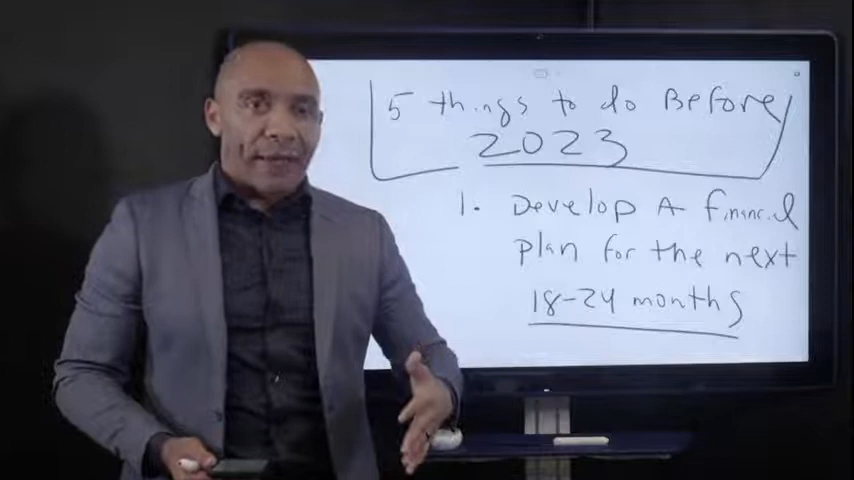 5 things to do Before
2023
1. Develop A financial
plan for the next
18-24 months